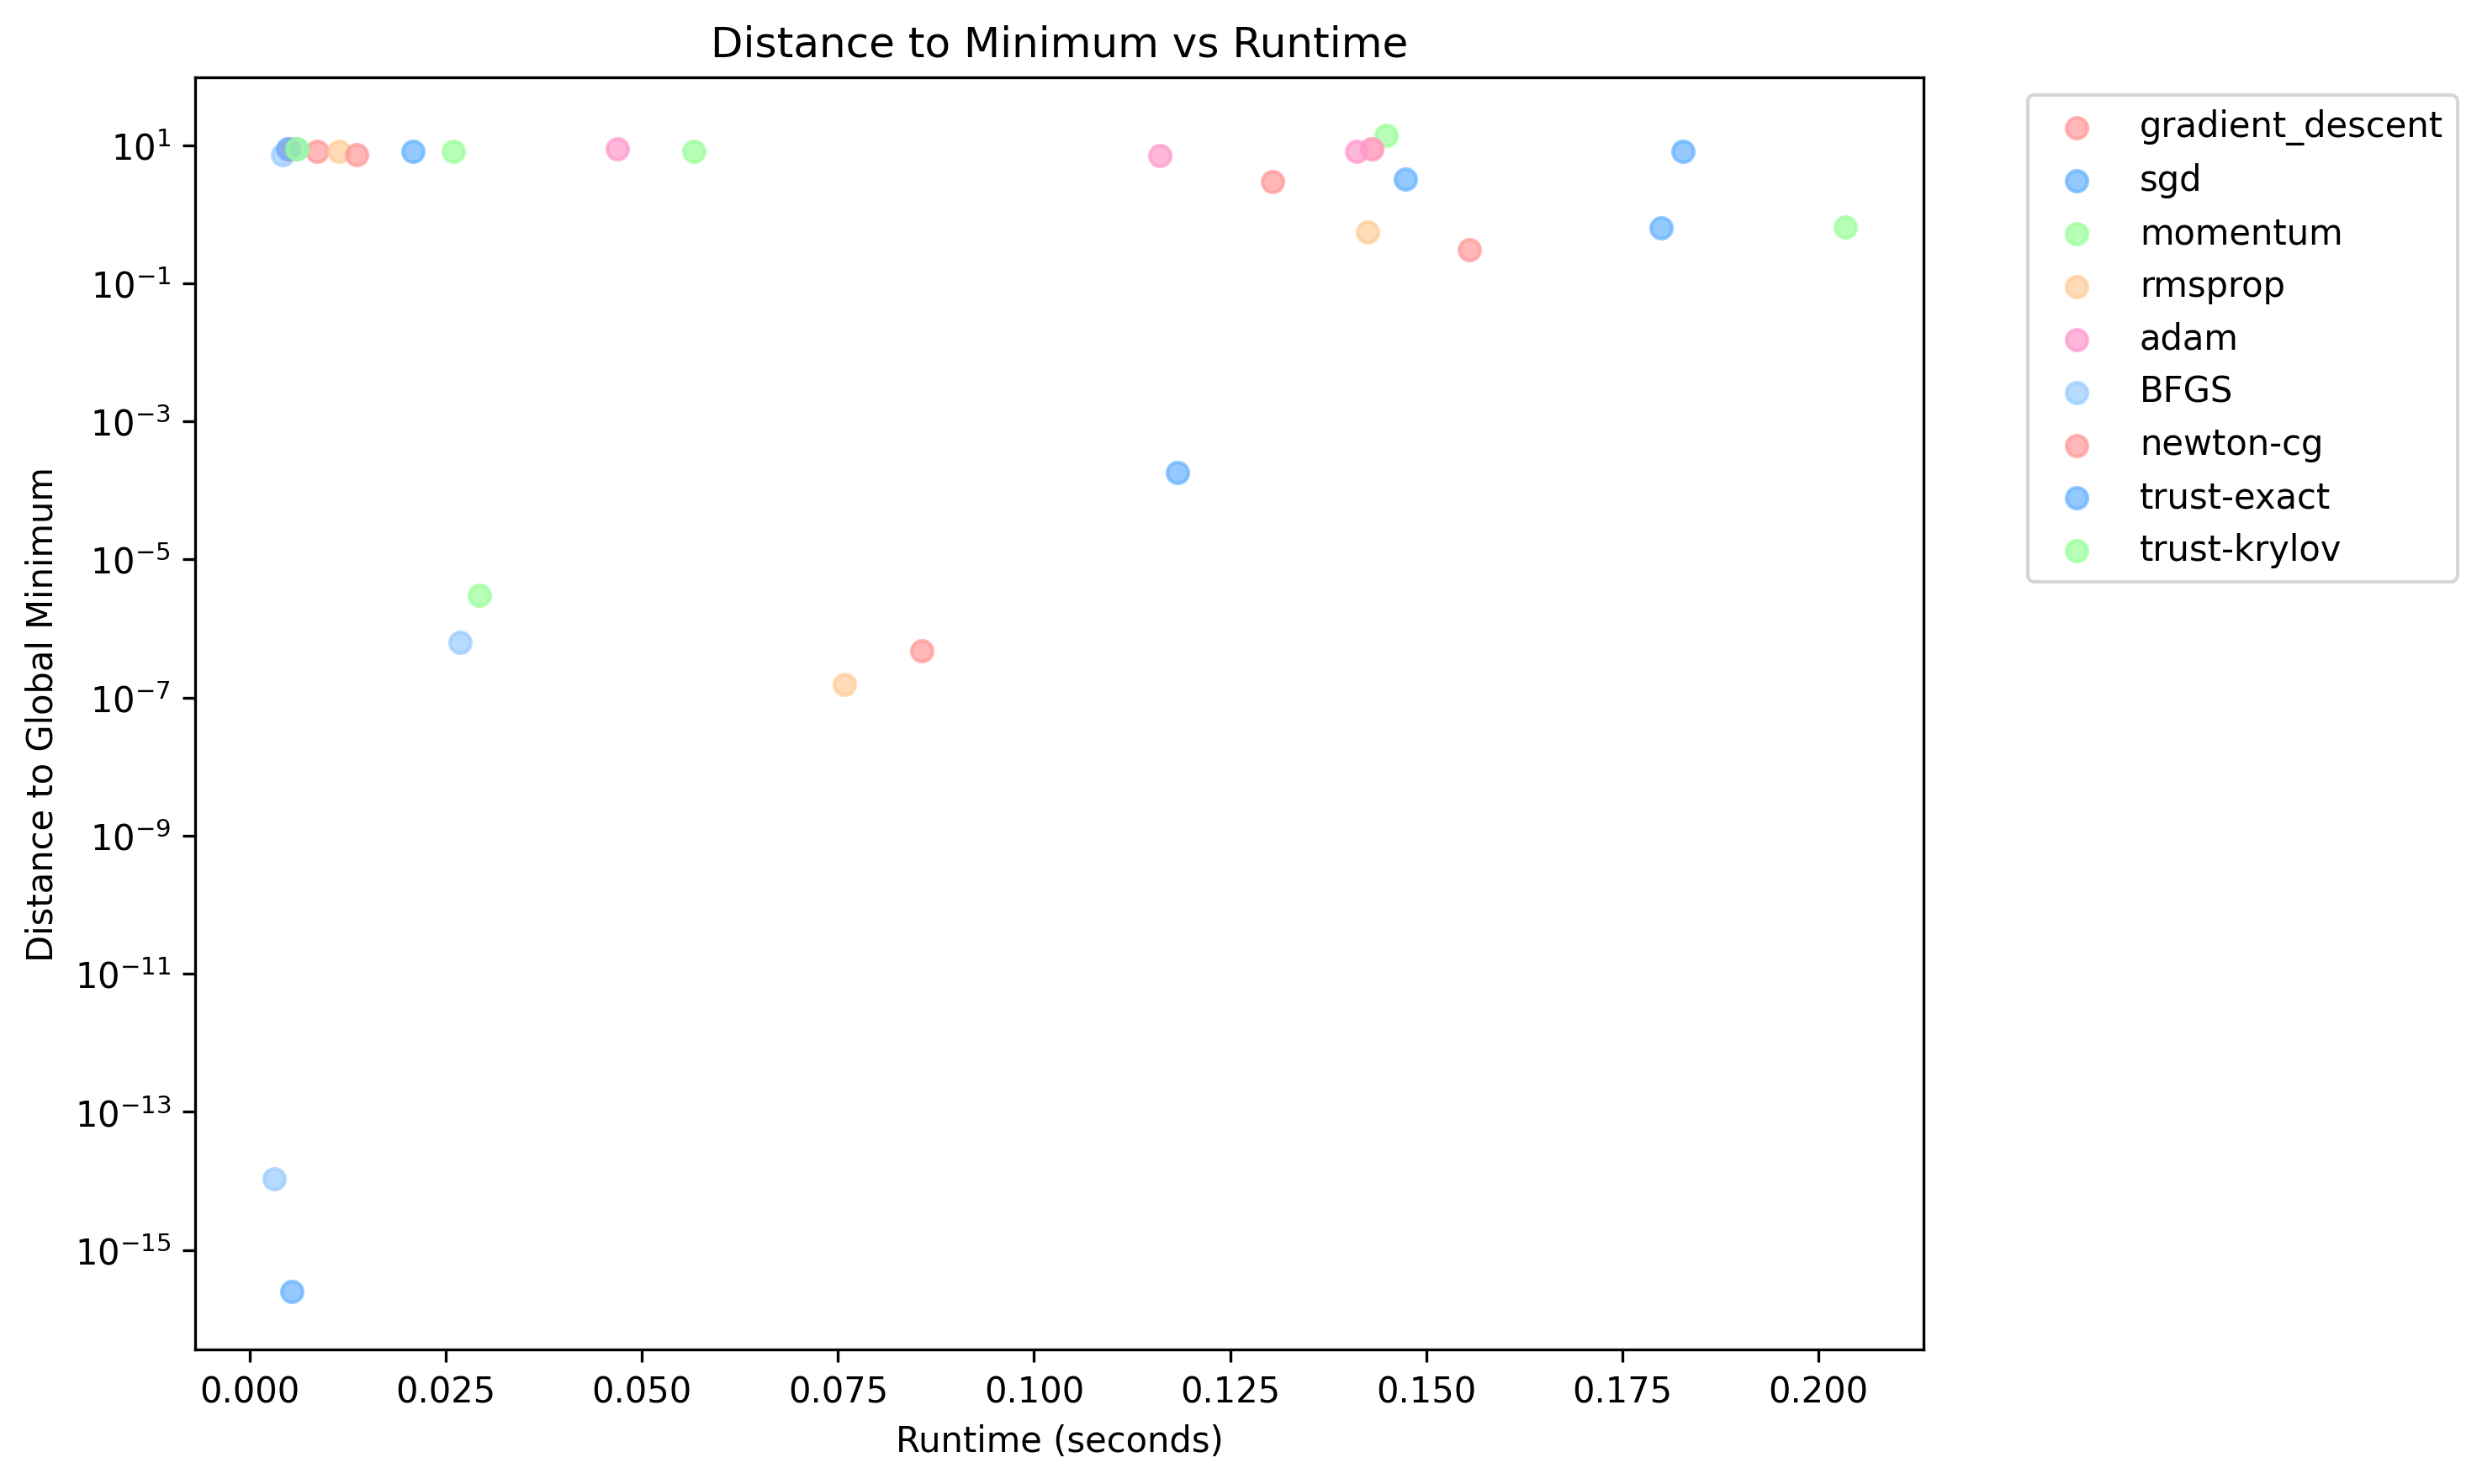 Distance to Minimum vs Runtime
10^1
10^−1
10^−3
10^−5
10^−7
10^−9
10^−11
10^−13
10^−15
Distance to Global Minimum
0.000 0.025 0.050 0.075 0.100 0.125 0.150 0.175 0.200
Runtime (seconds)
gradient_descent
sgd
momentum
rmsprop
adam
BFGS
newton-cg
trust-exact
trust-krylov